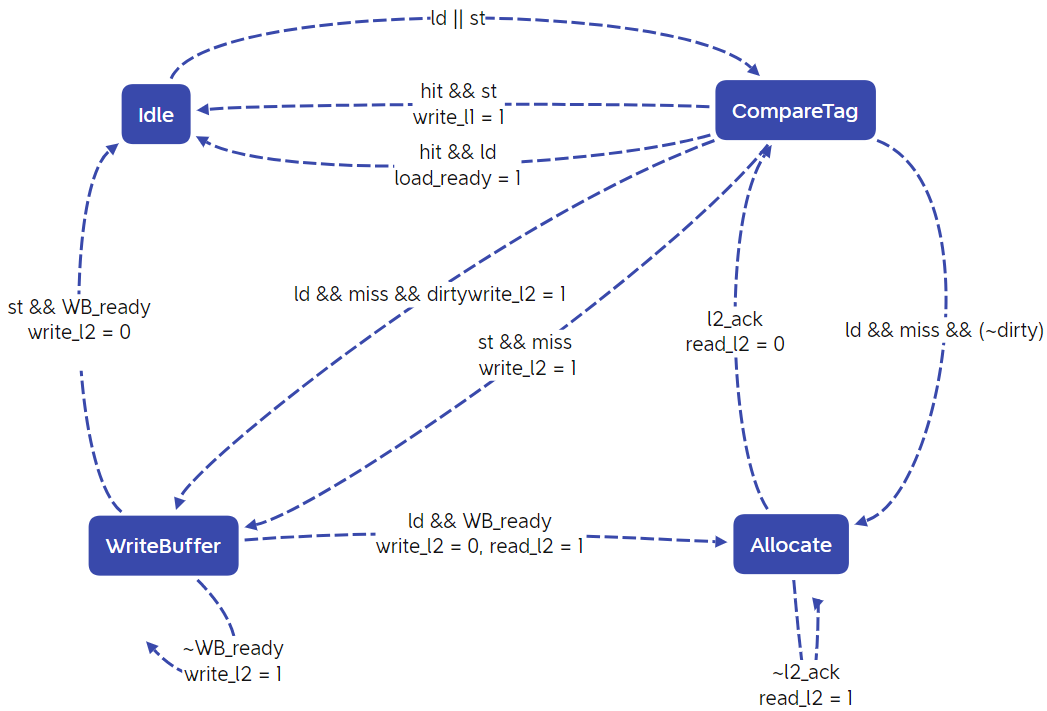 ld || st
Idle
hit && st
write_l1 = 1
CompareTag
hit && ld
load_ready = 1
ld && miss && dirtywrite_l2 = 1
st && WB_ready
write_l2 = 0
l2_ack
read_l2 = 0
ld && miss && (~dirty)
st && miss
write_l2 = 1
WriteBuffer
ld && WB_ready
write_l2 = 0, read_l2 = 1
Allocate
~WB_ready
write_l2 = 1
~l2_ack
read_l2 = 1